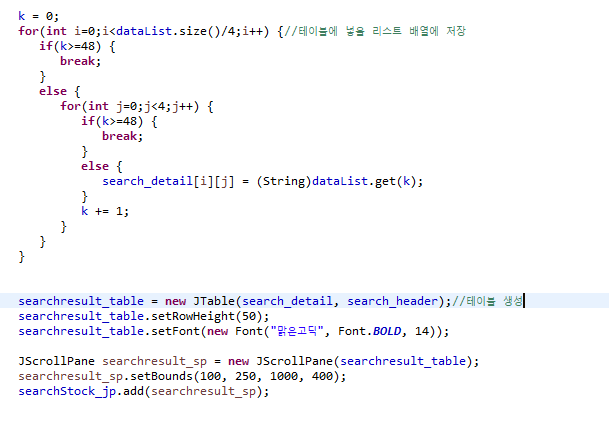 k = 0;
for(int i=0;i<dataList.size()/4;i++) {//테이블에 넣을 리스트 배열에 저장
if(k>=48) {
break;
}
else {
for(int j=0;j<4;j++) {
if(k>=48) {
break;
}
else {
search_detail[i][j] = (String)dataList.get(k);
}
k += 1;
}
}
}
searchresult_table = new JTable(search_detail, search_header);//테이블 생성
searchresult_table.setRowHeight(50);
searchresult_table.setFont(new Font("맑은고딕", Font.BOLD, 14));
JScrollPane searchresult_sp = new JScrollPane(searchresult_table);
searchresult_sp.setBounds(100, 250, 1000, 400);
searchStock_jp.add(searchresult_sp);